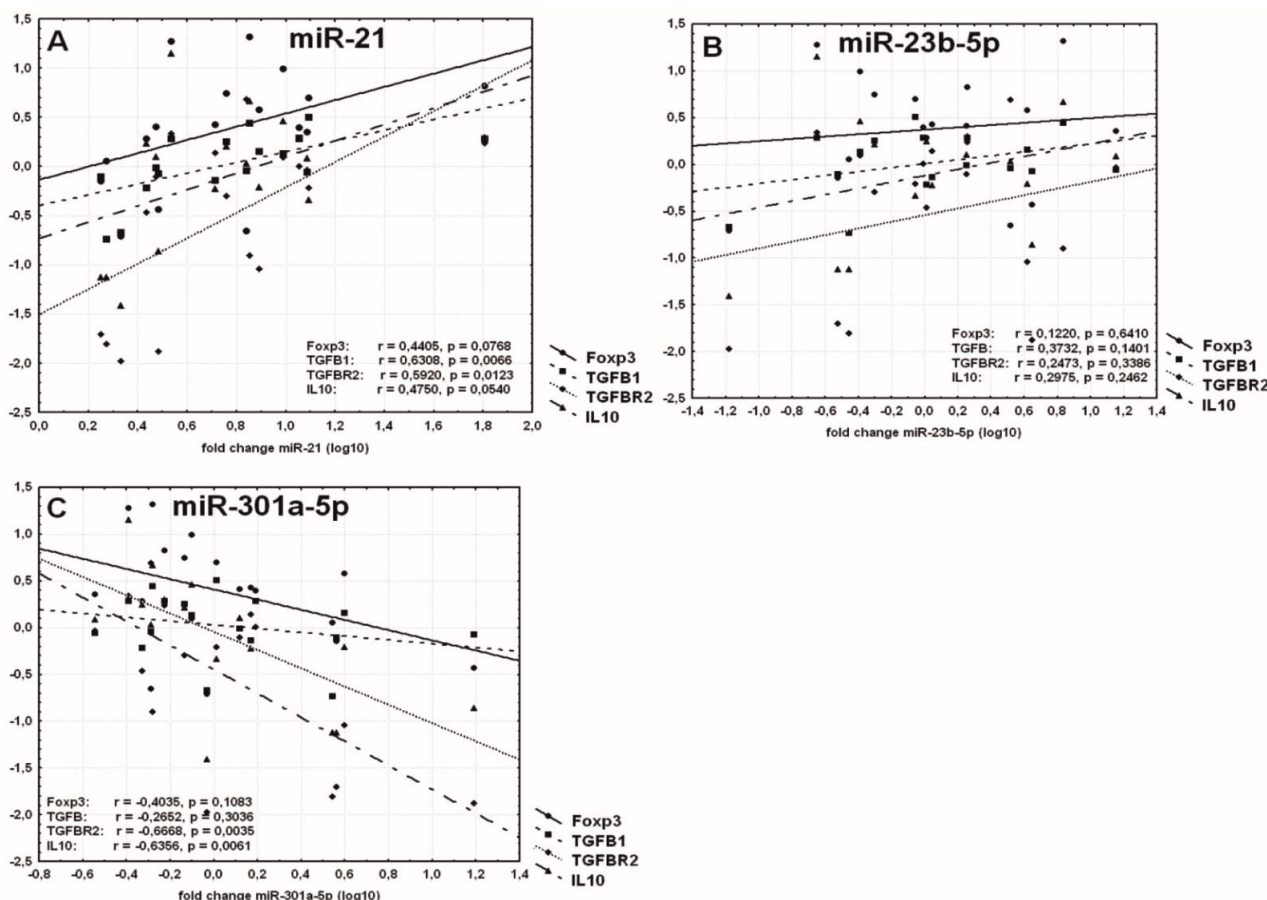 A
miR-21
1,5
1,0
0,5
0,0
-0,5
-1,0
-1,5
-2,0
-2,5
Foxp3: r = 0,4405, p = 0,0768
TGFB1: r = 0,6308, p = 0,0066
TGFBR2: r = 0,5920, p = 0,0123
IL10: r = 0,4750, p = 0,0540
Foxp3
TGFB1
TGFBR2
IL10
0,0 0,2 0,4 0,6 0,8 1,0 1,2 1,4 1,6 1,8 2,0
fold change miR-21 (log10)
B
miR-23b-5p
1,5
1,0
0,5
0,0
-0,5
-1,0
-1,5
-2,0
-2,5
Foxp3: r = 0,1220, p = 0,6410
TGFB: r = 0,3732, p = 0,1401
TGFBR2: r = 0,2473, p = 0,3386
IL10: r = 0,2975, p = 0,2462
Foxp3
TGFB1
TGFBR2
IL10
-1,4 -1,2 -1,0 -0,8 -0,6 -0,4 -0,2 0,0 0,2 0,4 0,6 0,8 1,0 1,2 1,4
fold change miR-23b-5p (log10)
C
miR-301a-5p
1,5
1,0
0,5
0,0
-0,5
-1,0
-1,5
-2,0
-2,5
Foxp3: r = -0,4035, p = 0,1083
TGFB: r = -0,2652, p = 0,3036
TGFBR2: r = -0,6668, p = 0,0035
IL10: r = -0,6356, p = 0,0061
Foxp3
TGFB1
TGFBR2
IL10
-0,8 -0,6 -0,4 -0,2 0,0 0,2 0,4 0,6 0,8 1,0 1,2 1,4
fold change miR-301a-5p (log10)